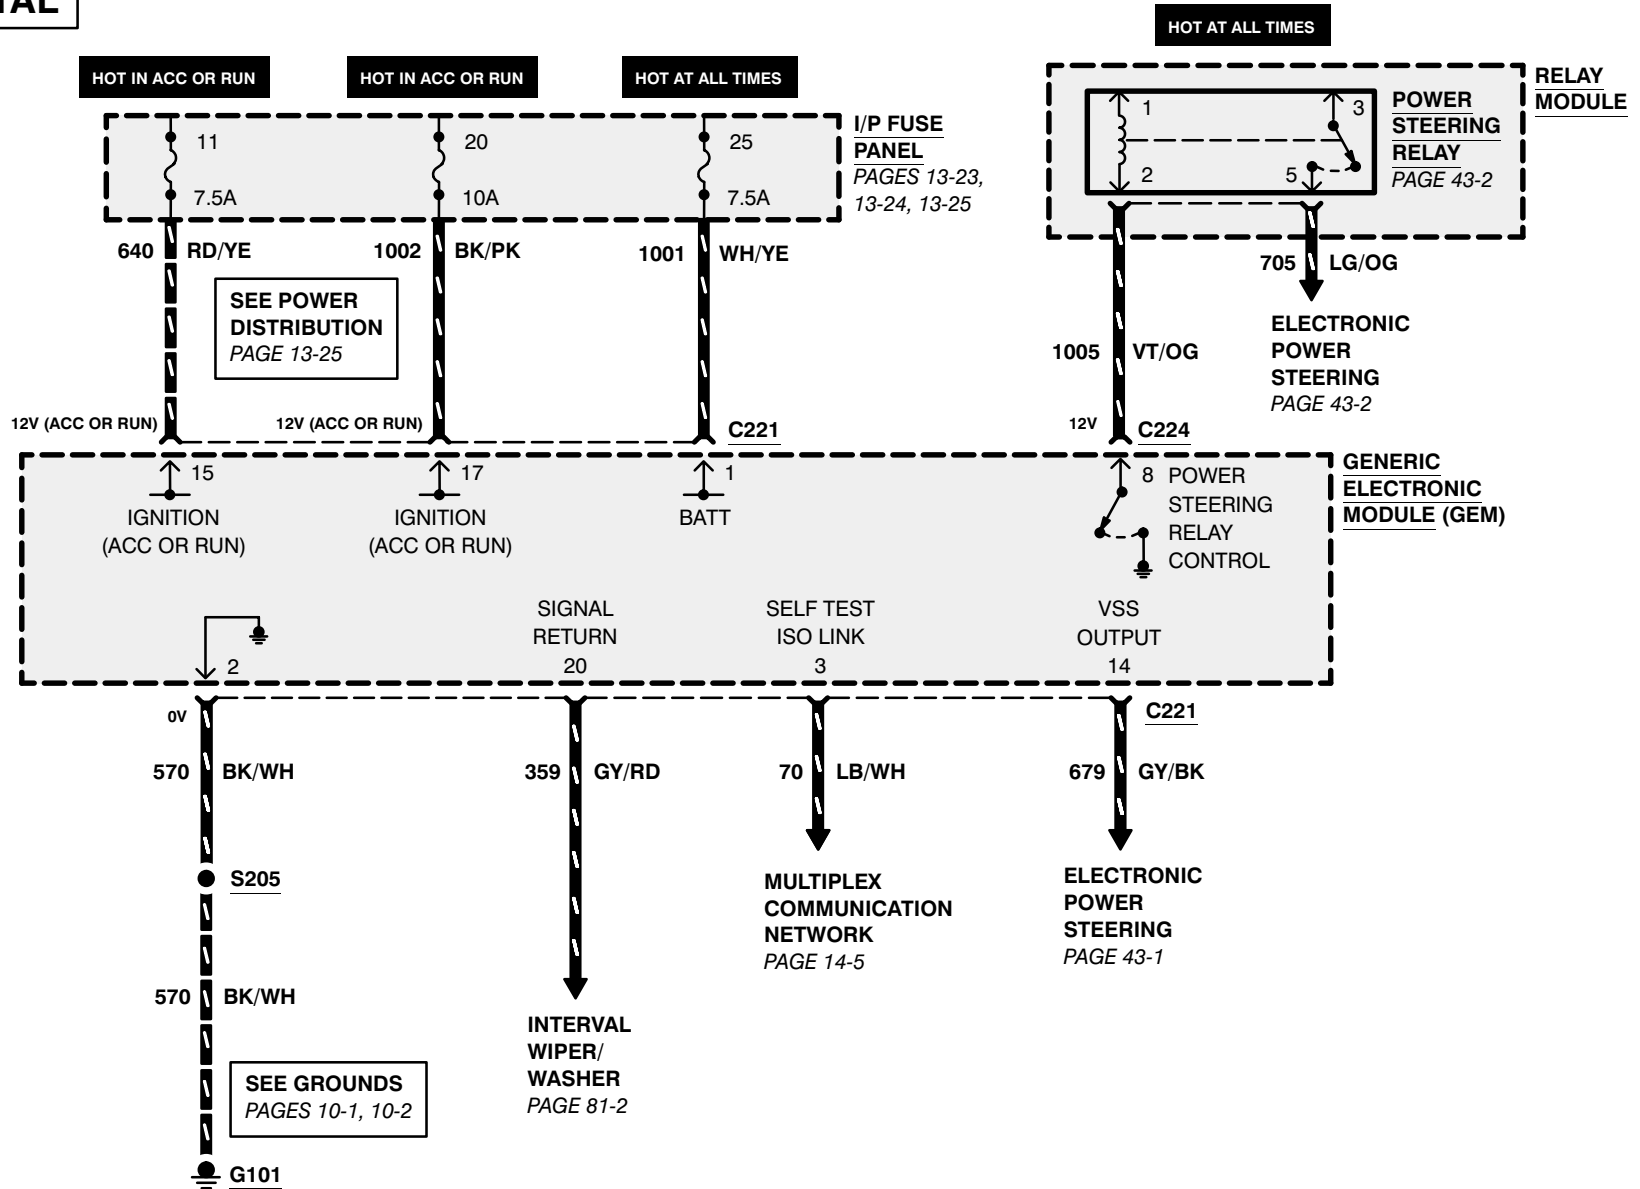 HOT AT ALL TIMES
HOT IN ACC OR RUN
HOT IN ACC OR RUN
HOT AT ALL TIMES
RELAY
MODULE
11
7.5A
20
10A
25
7.5A
I/P FUSE
PANEL
PAGES 13-23,
13-24, 13-25
1
2
3
5
POWER
STEERING
RELAY
PAGE 43-2
640 RD/YE
1002 BK/PK
1001 WH/YE
705 LG/OG
SEE POWER
DISTRIBUTION
PAGE 13-25
1005 VT/OG
ELECTRONIC
POWER
STEERING
PAGE 43-2
12V (ACC OR RUN)
12V (ACC OR RUN)
C221
12V
C224
15
IGNITION
(ACC OR RUN)
17
IGNITION
(ACC OR RUN)
1
BATT
8 POWER
STEERING
RELAY
CONTROL
GENERIC
ELECTRONIC
MODULE (GEM)
2
SIGNAL
RETURN
20
SELF TEST
ISO LINK
3
VSS
OUTPUT
14
0V
C221
570 BK/WH
359 GY/RD
70 LB/WH
679 GY/BK
S205
MULTIPLEX
COMMUNICATION
NETWORK
PAGE 14-5
ELECTRONIC
POWER
STEERING
PAGE 43-1
570 BK/WH
INTERVAL
WIPER/
WASHER
PAGE 81-2
SEE GROUNDS
PAGES 10-1, 10-2
G101